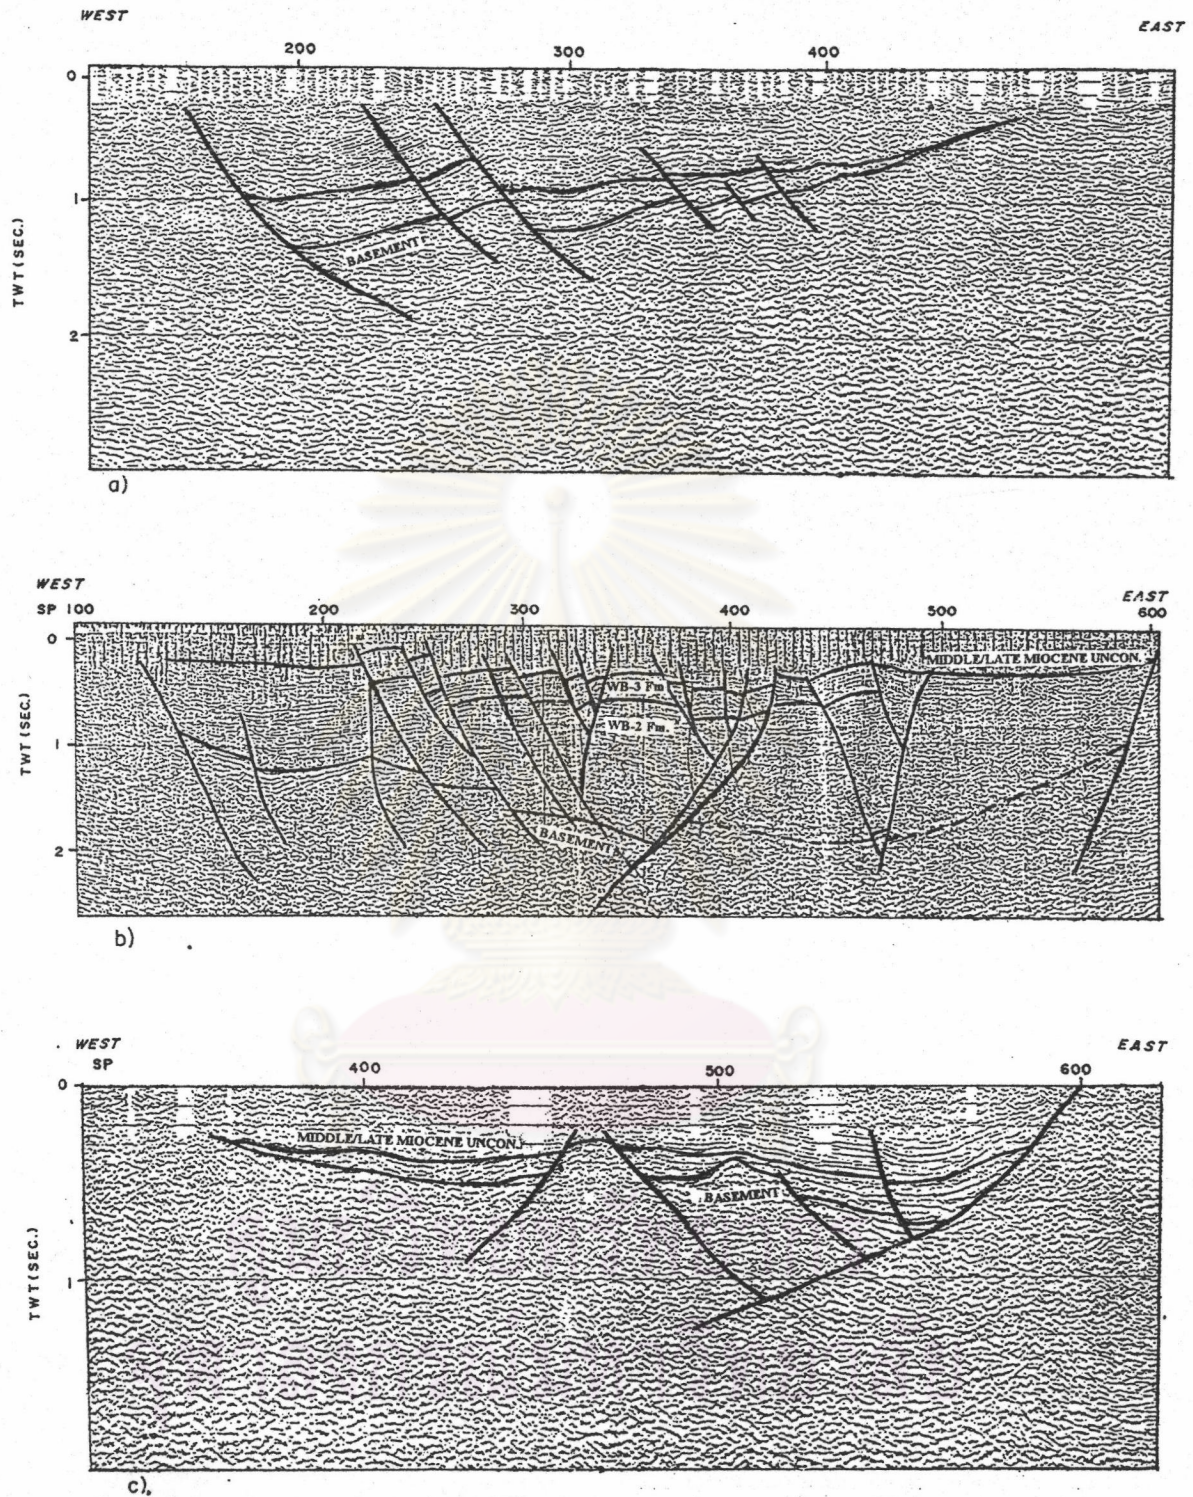 WEST
EAST
200 300 400
0
1
2
TWT (SEC.)
BASEMENT
a)
WEST
EAST
SP 100 200 300 400 500 600
0
MIDDLE/LATE MIOCENE UNCON.
WB-3 Fm
WB-2 Fm.
1
TWT (SEC.)
BASEMENT
2
b)
WEST
EAST
SP
400 500 600
0
MIDDLE/LATE MIOCENE UNCON.
BASEMENT
1
TWT (SEC.)
c)